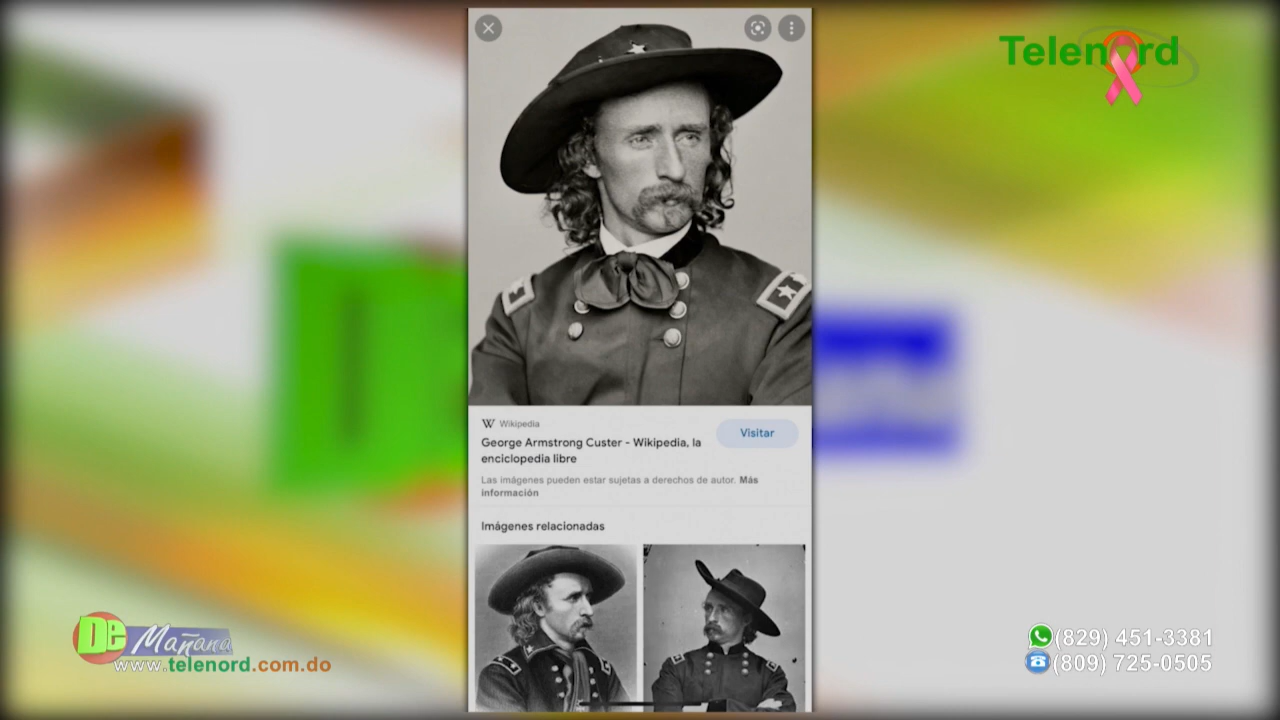 Telenord
W Wikipedia
George Armstrong Custer - Wikipedia, la
enciclopedia libre
Visitar
Las imágenes pueden estar sujetas a derechos de autor. Más
información
Imágenes relacionadas
De Mañana
www.telenord.com.do
(829) 451-3381
(809) 725-0505